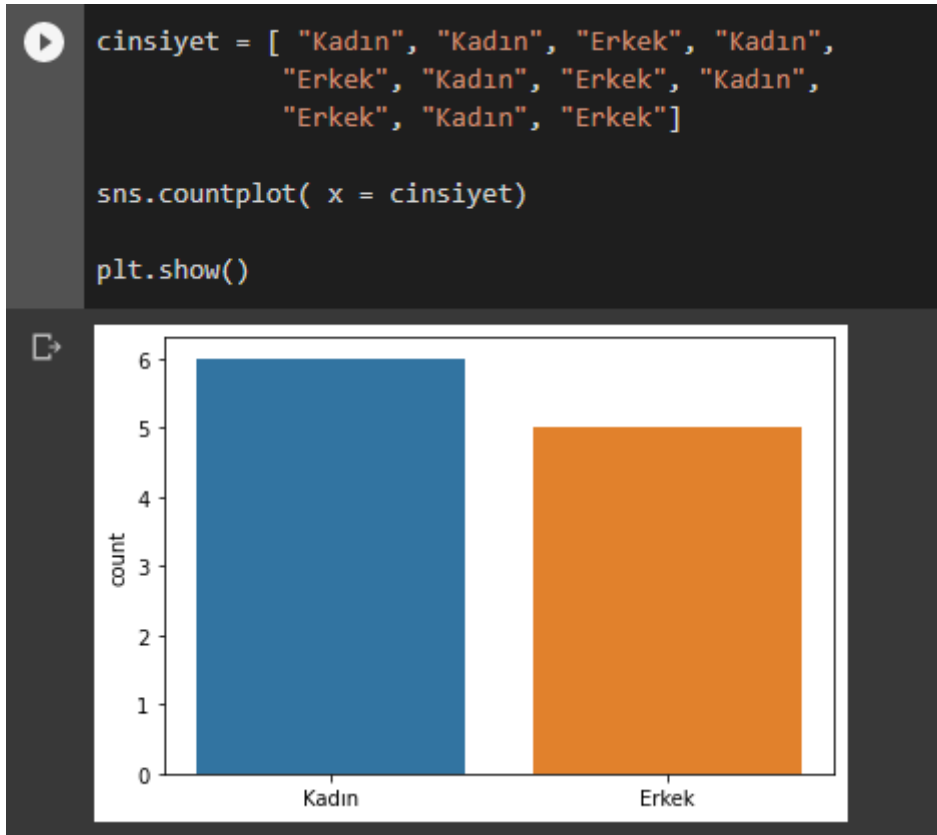 cinsiyet = [ "Kadın", "Kadın", "Erkek", "Kadın",
"Erkek", "Kadın", "Erkek", "Kadın",
"Erkek", "Kadın", "Erkek"]
sns.countplot( x = cinsiyet)
plt.show()
6
5
4
3
2
1
0
count
Kadın Erkek